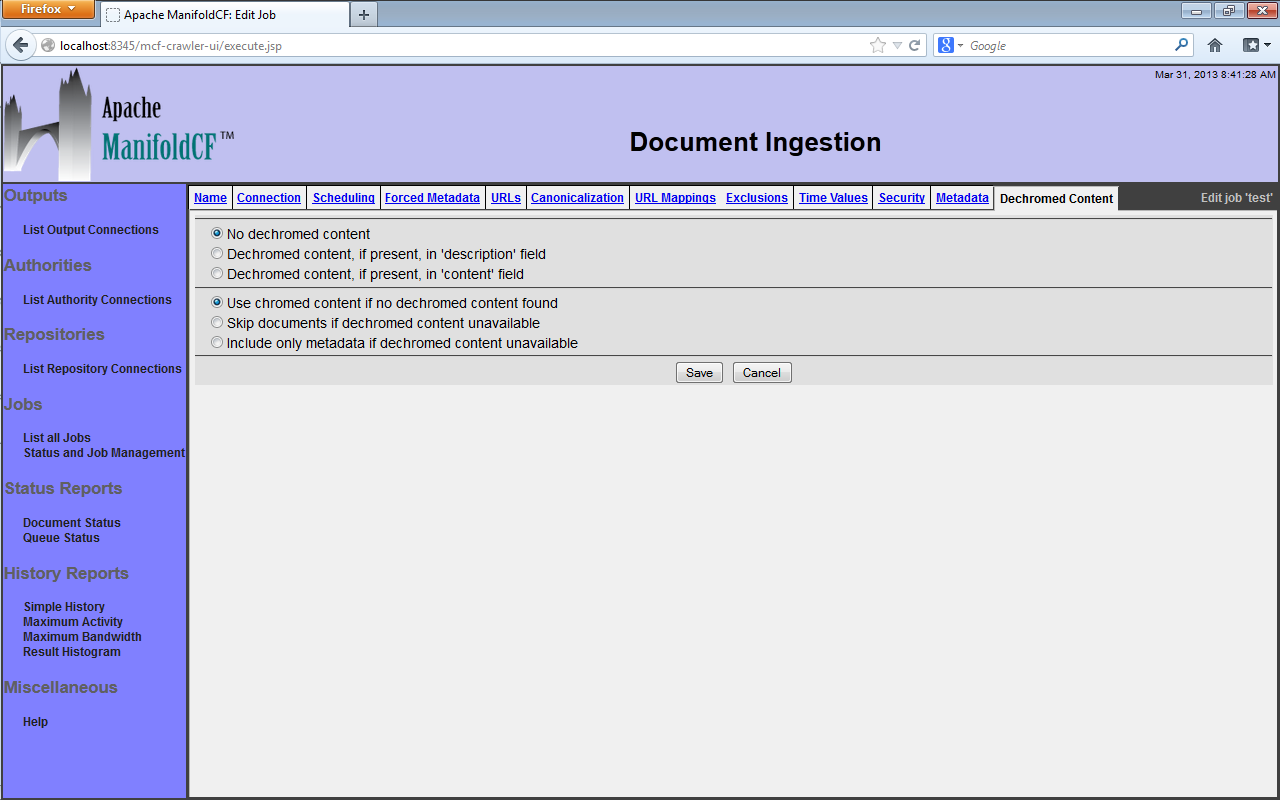 Firefox
Apache ManifoldCF: Edit Job
localhost:8345/mcf-crawler-ui/execute.jsp
Google
Mar 31, 2013 8:41:28 AM
Apache
ManifoldCF™
Document Ingestion
Outputs
List Output Connections
Authorities
List Authority Connections
Repositories
List Repository Connections
Jobs
List all Jobs
Status and Job Management
Status Reports
Document Status
Queue Status
History Reports
Simple History
Maximum Activity
Maximum Bandwidth
Result Histogram
Miscellaneous
Help
Name Connection Scheduling Forced Metadata URLs Canonicalization URL Mappings Exclusions Time Values Security Metadata Dechromed Content Edit job 'test'
No dechromed content
Dechromed content, if present, in 'description' field
Dechromed content, if present, in 'content' field
Use chromed content if no dechromed content found
Skip documents if dechromed content unavailable
Include only metadata if dechromed content unavailable
Save Cancel